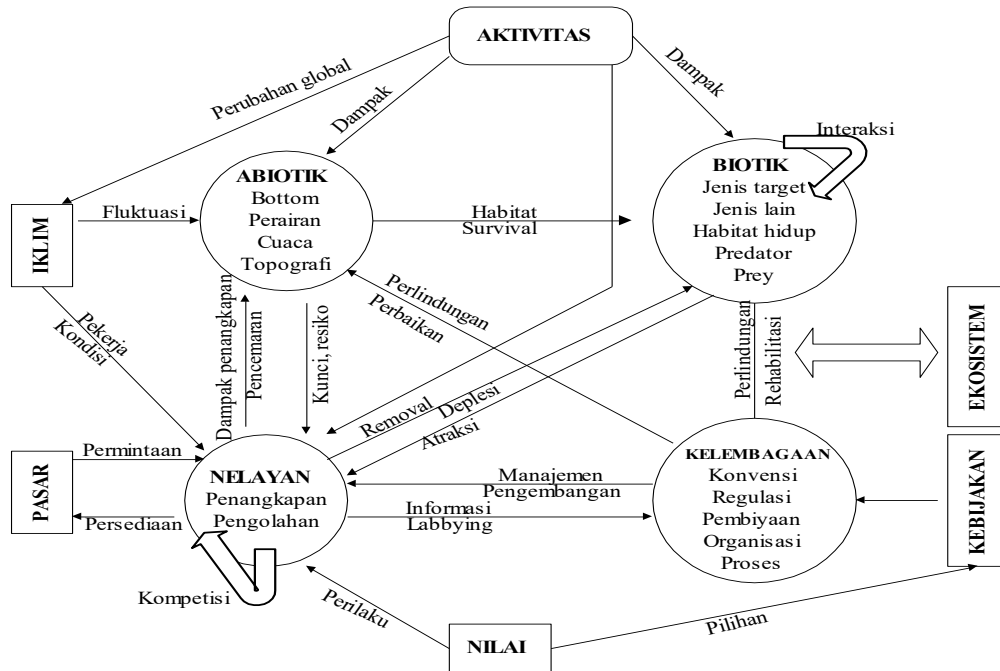 AKTIVITAS
Perubahan global
Dampak
Dampak
Interaksi
ABIOTIK
Bottom
Perairan
Cuaca
Topografi
BIOTIK
Jenis target
Jenis lain
Habitat hidup
Predator
Prey
IKLIM
Fluktuasi
Habitat
Survival
Pekerja
Kondisi
Dampak penangkapan
Pencemaran
Kunci, resiko
Perlindungan
Perbaikan
Perlindungan
Rehabilitasi
EKOSISTEM
Removal
Deplesi
Atraksi
PASAR
Permintaan
Persediaan
NELAYAN
Penangkapan
Pengolahan
Manajemen
Pengembangan
Informasi
Labbying
KELEMBAGAAN
Konvensi
Regulasi
Pembiyaan
Organisasi
Proses
KEBIJAKAN
Kompetisi
Perilaku
NILAI
Pilihan